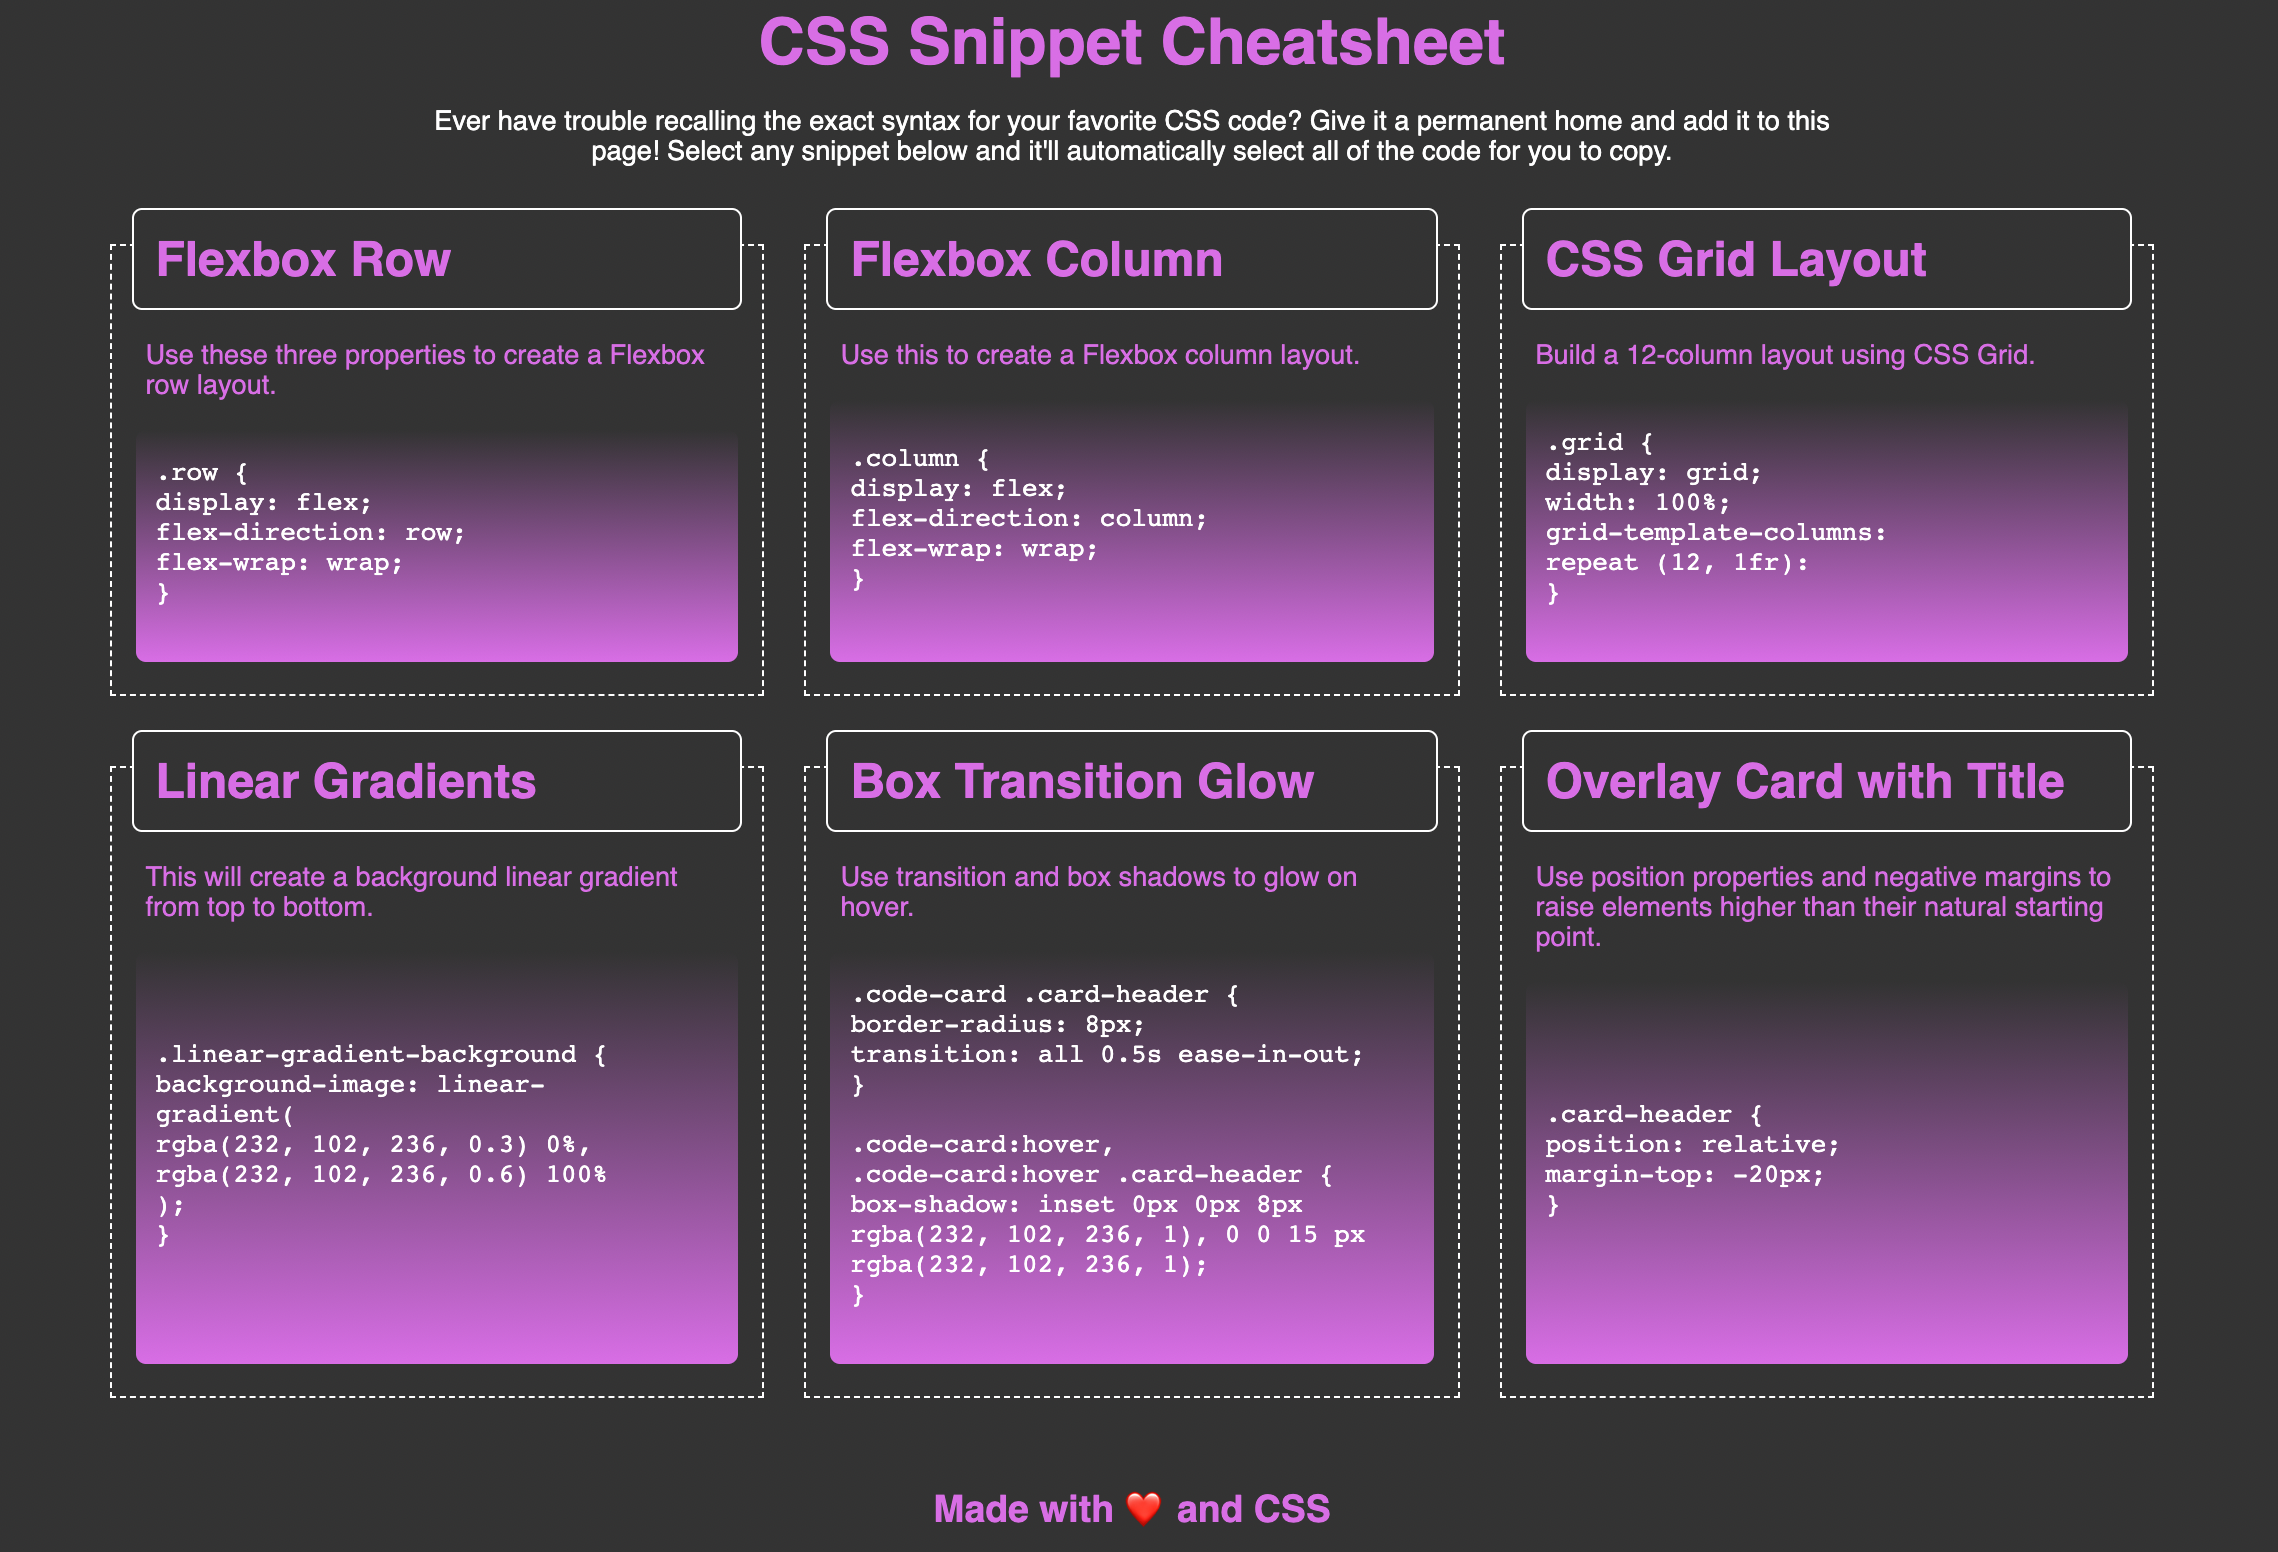 CSS Snippet Cheatsheet
Ever have trouble recalling the exact syntax for your favorite CSS code? Give it a permanent home and add it to this
page! Select any snippet below and it'll automatically select all of the code for you to copy.
Flexbox Row
Use these three properties to create a Flexbox
row layout.
.row {
display: flex;
flex-direction: row;
flex-wrap: wrap;
}
Flexbox Column
Use this to create a Flexbox column layout.
.column {
display: flex;
flex-direction: column;
flex-wrap: wrap;
}
CSS Grid Layout
Build a 12-column layout using CSS Grid.
.grid {
display: grid;
width: 100%;
grid-template-columns:
repeat (12, 1fr):
}
Linear Gradients
This will create a background linear gradient
from top to bottom.
.linear-gradient-background {
background-image: linear-
gradient(
rgba(232, 102, 236, 0.3) 0%,
rgba(232, 102, 236, 0.6) 100%
);
}
Box Transition Glow
Use transition and box shadows to glow on
hover.
.code-card .card-header {
border-radius: 8px;
transition: all 0.5s ease-in-out;
}
.code-card:hover,
.code-card:hover .card-header {
box-shadow: inset 0px 0px 8px
rgba(232, 102, 236, 1), 0 0 15 px
rgba(232, 102, 236, 1);
}
Overlay Card with Title
Use position properties and negative margins to
raise elements higher than their natural starting
point.
.card-header {
position: relative;
margin-top: -20px;
}
Made with ❤️ and CSS